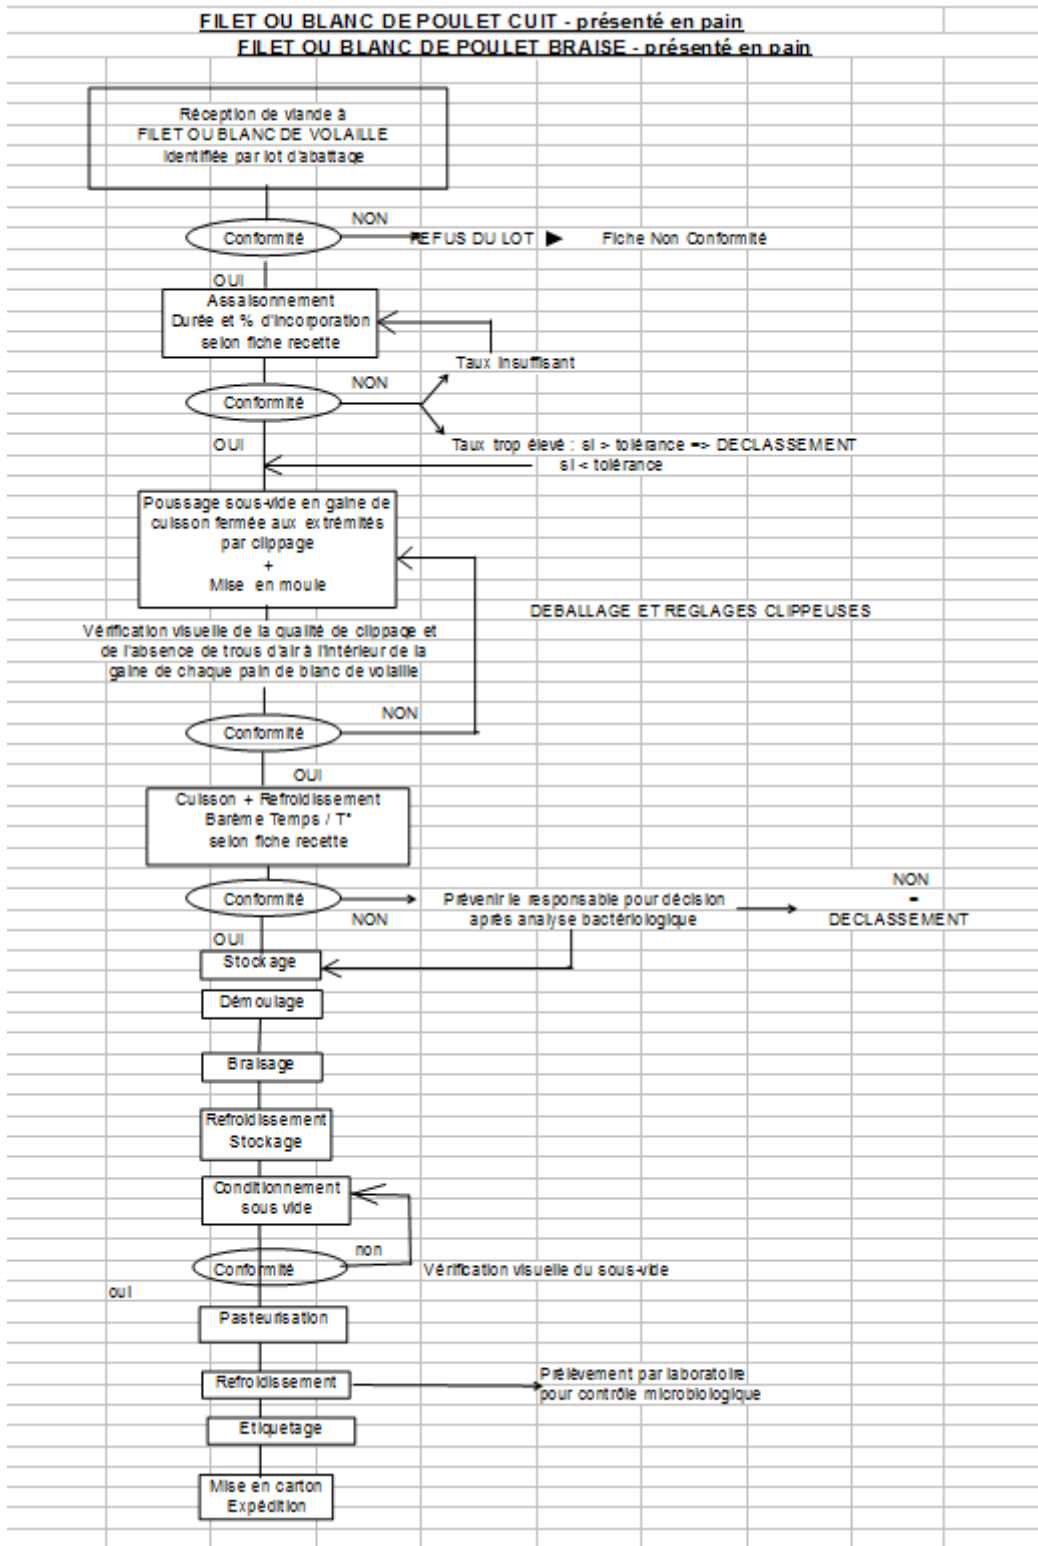 FILET OU BLANC DE POULET CUIT - présenté en pain
FILET OU BLANC DE POULET BRAISE - présenté en pain
Réception de viande à
FILET OU BLANC DE VOLAILLE
identifiée par lot d'abattage
NON
Conformité
REFUS DU LOT
Fiche Non Conformité
OUI
Assaisonnement
Durée et % d'incorporation
selon fiche recette
Taux insuffisant
NON
Conformité
OUI
Taux trop élevé : si > tolérance => DECLASSEMENT
si < tolérance
Poussage sous-vide en gaine de
cuisson fermée aux extrémités
par clippage
+
Mise en moule
DEBALLAGE ET REGLAGES CLIPPEUSES
Vérification visuelle de la qualité de clippage et
de l'absence de trous d'air à l'intérieur de la
gaine de chaque pain de blanc de volaille
NON
Conformité
OUI
Cuisson + Refroidissement
Barème Temps / T°
selon fiche recette
Conformité
NON
Prévenir le responsable pour décision
après analyse bactériologique
NON
=
DECLASSEMENT
OUI
Stockage
Démoulage
Braisage
Refroidissement
Stockage
Conditionnement
sous vide
non
Conformité
Vérification visuelle du sous-vide
oui
Pasteurisation
Refroidissement
Prélèvement par laboratoire
pour contrôle microbiologique
Etiquetage
Mise en carton
Expédition